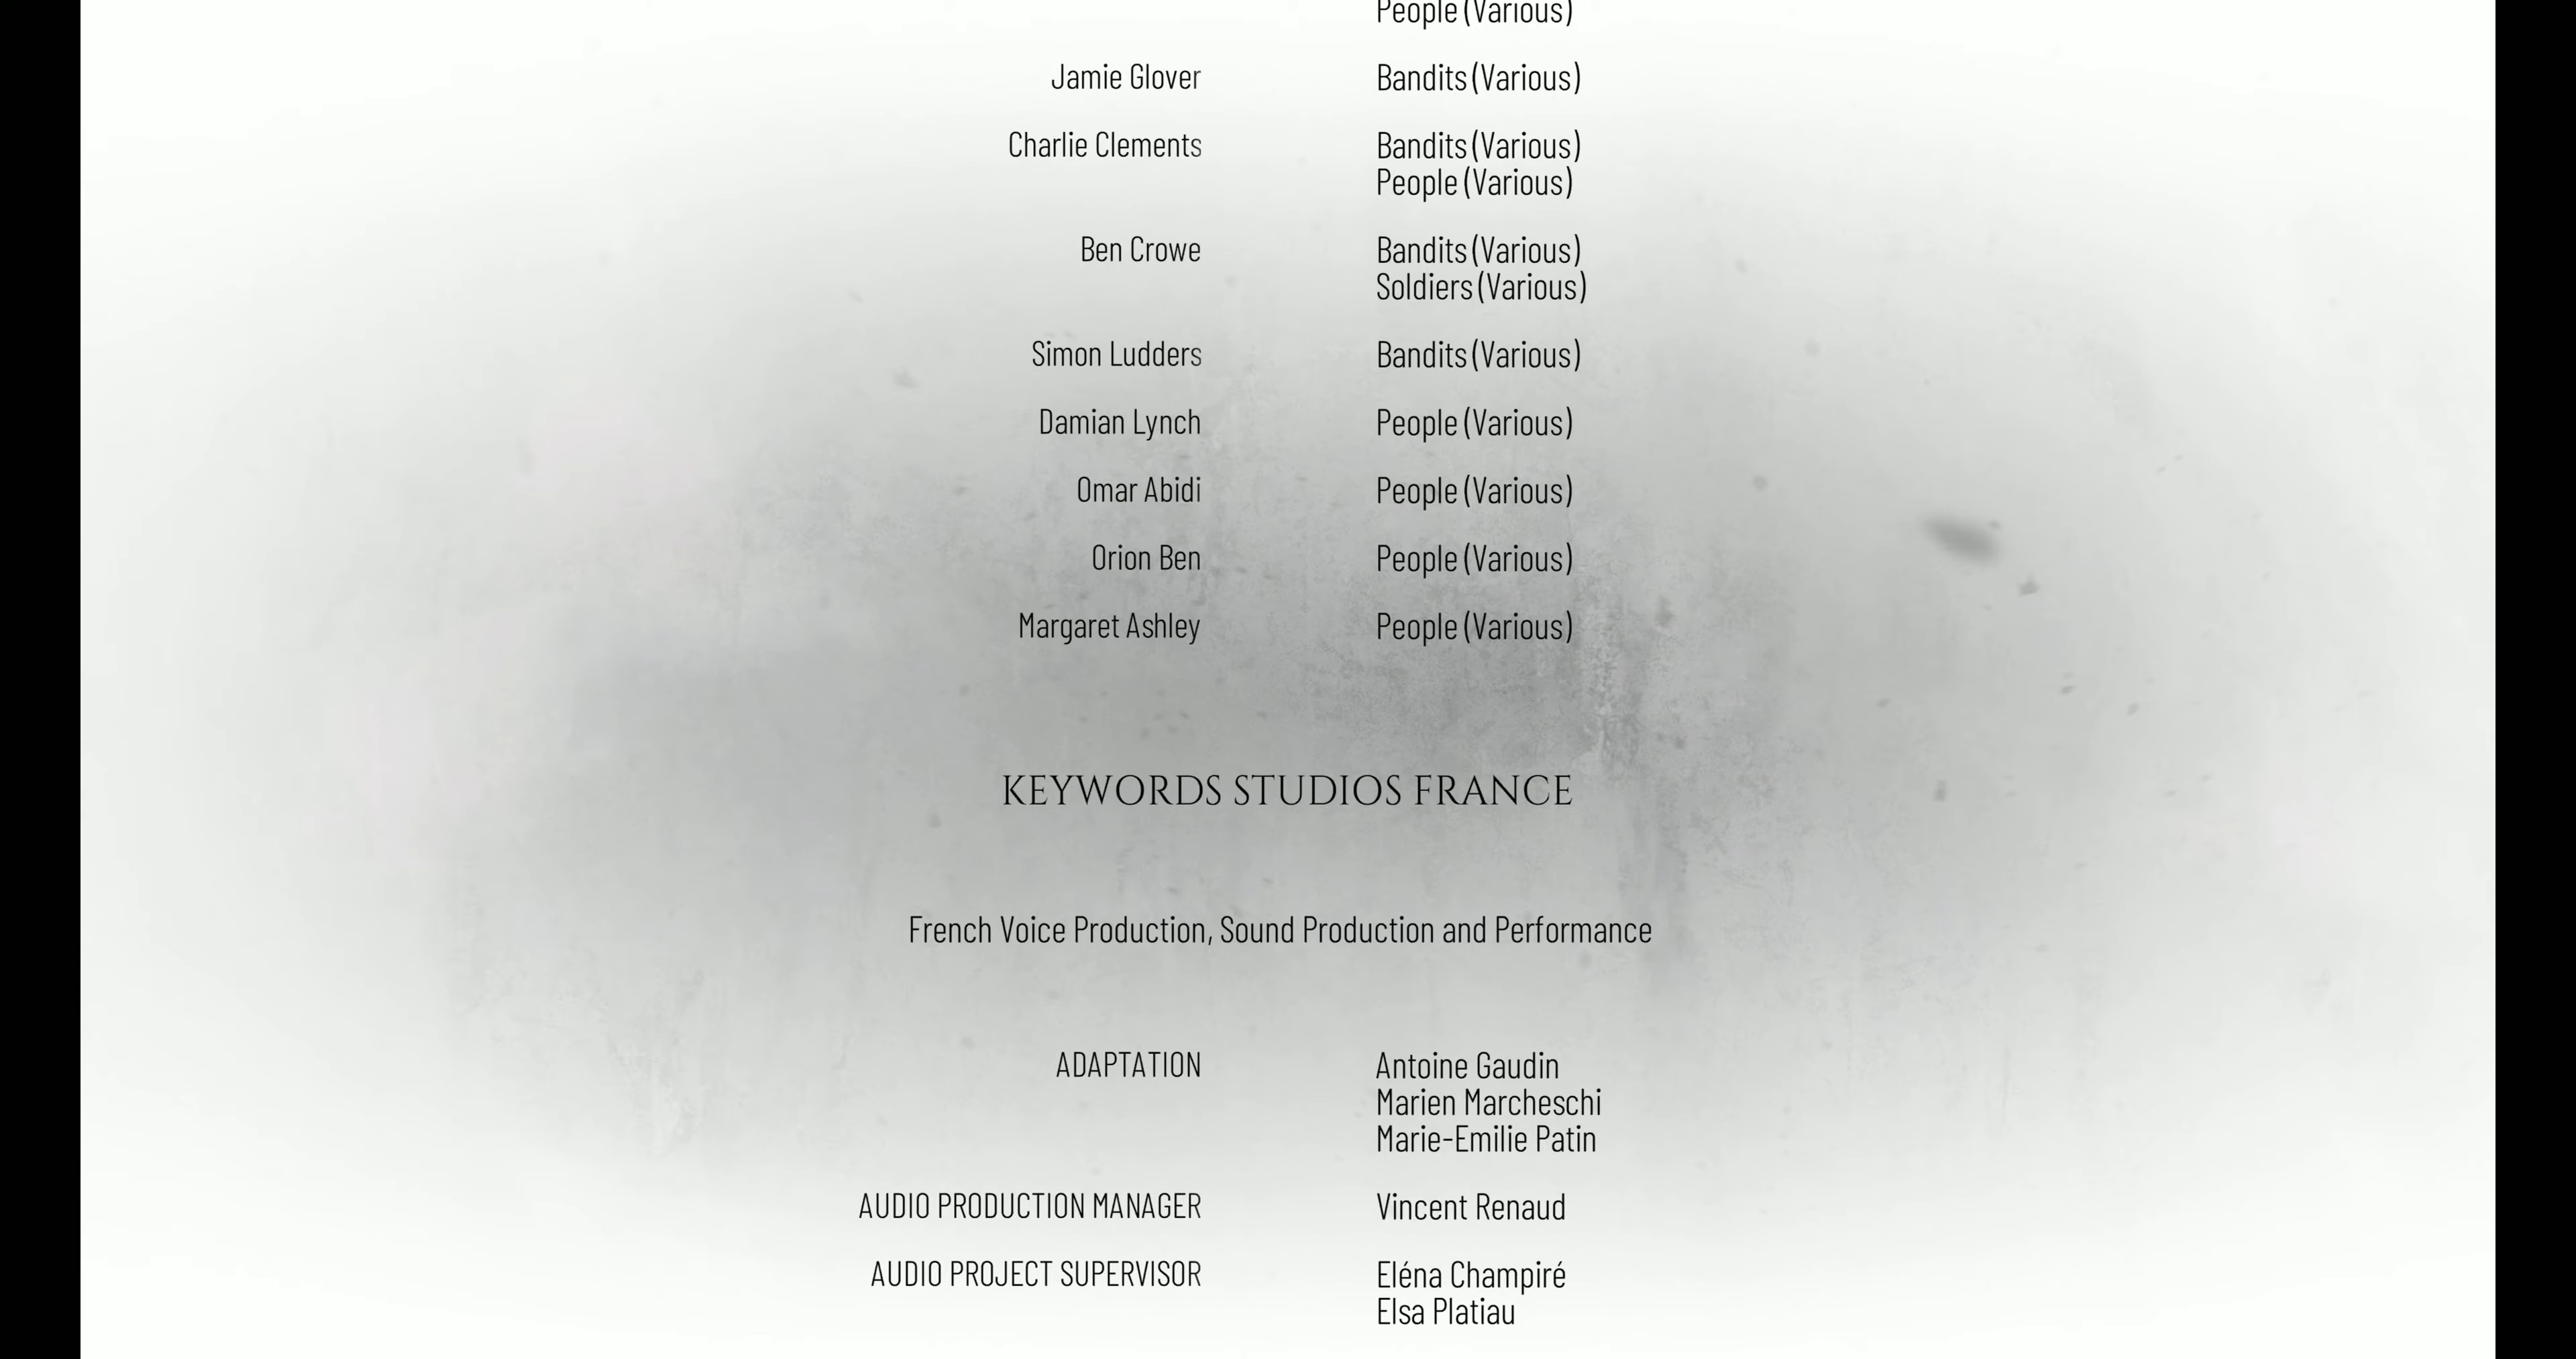 People (Various)
Jamie Glover Bandits (Various)
Charlie Clements Bandits (Various)
People (Various)
Ben Crowe Bandits (Various)
Soldiers (Various)
Simon Ludders Bandits (Various)
Damian Lynch People (Various)
Omar Abidi People (Various)
Orion Ben People (Various)
Margaret Ashley People (Various)
KEYWORDS STUDIOS FRANCE
French Voice Production, Sound Production and Performance
ADAPTATION Antoine Gaudin
Marien Marcheschi
Marie-Emilie Patin
AUDIO PRODUCTION MANAGER Vincent Renaud
AUDIO PROJECT SUPERVISOR Eléna Champiré
Elsa Platiau